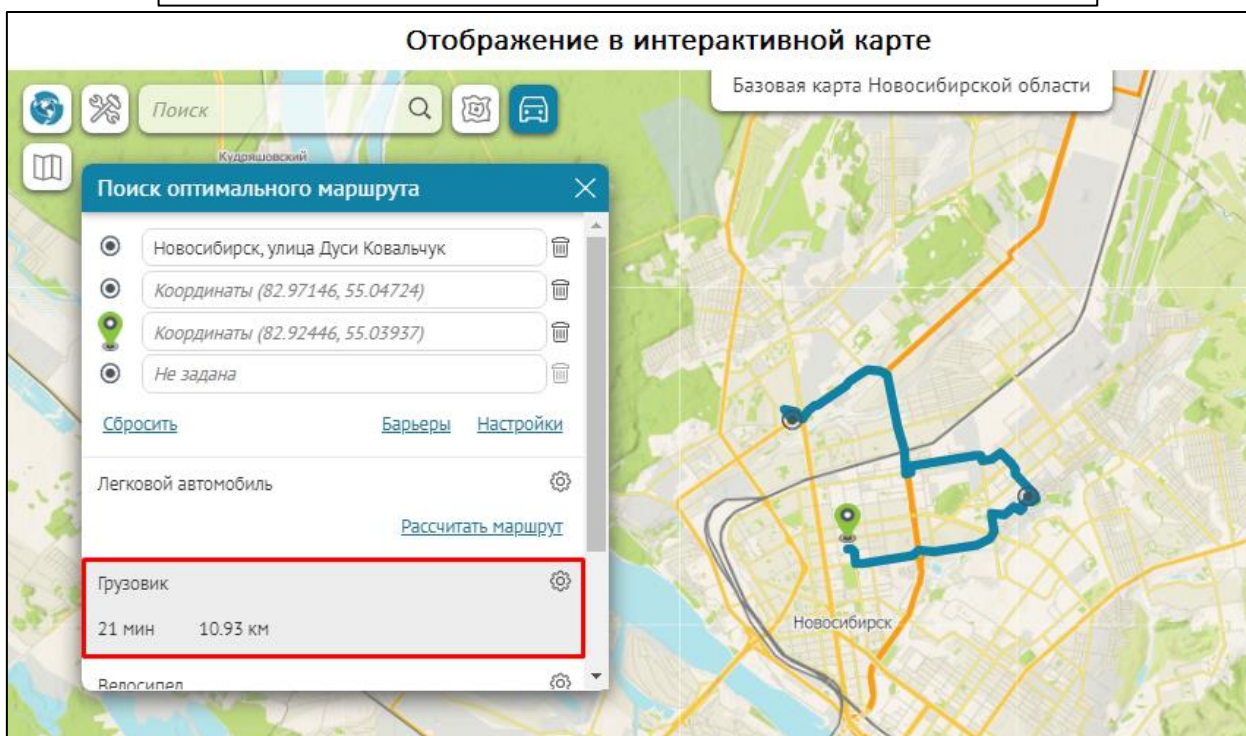 Отображение в интерактивной карте
Базовая карта Новосибирской области
Поиск
Кудряшовский
Поиск оптимального маршрута
Новосибирск, улица Дуси Ковальчук
Координаты (82.97146, 55.04724)
Координаты (82.92446, 55.03937)
Не задана
Сбросить Барьеры Настройки
Легковой автомобиль
Рассчитать маршрут
Грузовик
21 мин 10.93 км
Велосипед
Новосибирск